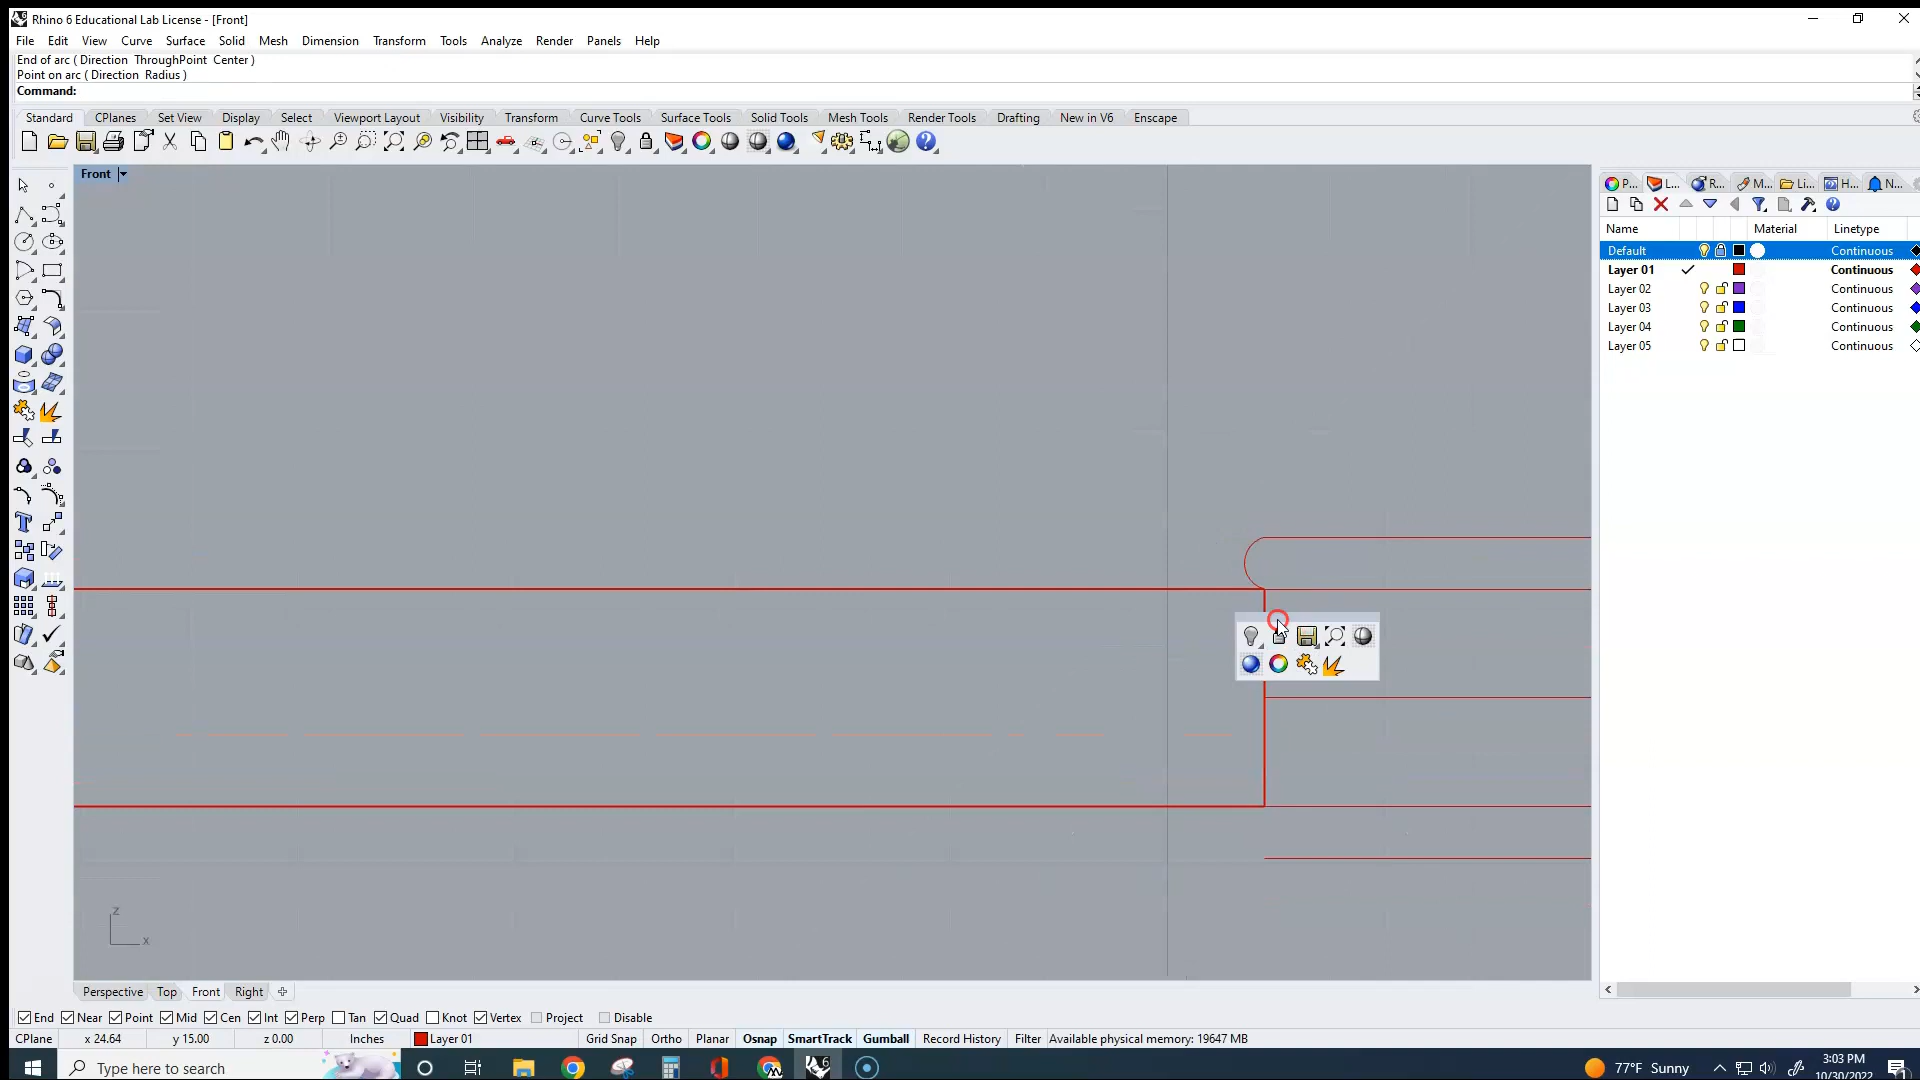 Rhino 6 Educational Lab License - [Front]
File Edit View Curve Surface Solid Mesh Dimension Transform Tools Analyze Render Panels Help
End of arc ( Direction ThroughPoint Center )
Point on arc ( Direction Radius )
Command:
Standard CPlanes Set View Display Select Viewport Layout Visibility Transform Curve Tools Surface Tools Solid Tools Mesh Tools Render Tools Drafting New in V6 Enscape
Front
P... L... R... M... Li... H... N...
Name Material Linetype
Default Continuous
Layer 01 Continuous
Layer 02 Continuous
Layer 03 Continuous
Layer 04 Continuous
Layer 05 Continuous
z
x
Perspective Top Front Right
End Near Point Mid Cen Int Perp Tan Quad Knot Vertex Project Disable
CPlane x 24.64 y 15.00 z 0.00 Inches Layer 01 Grid Snap Ortho Planar Osnap SmartTrack Gumball Record History Filter Available physical memory: 19647 MB
Type here to search 6 77°F Sunny 3:03 PM
10/30/2022 1